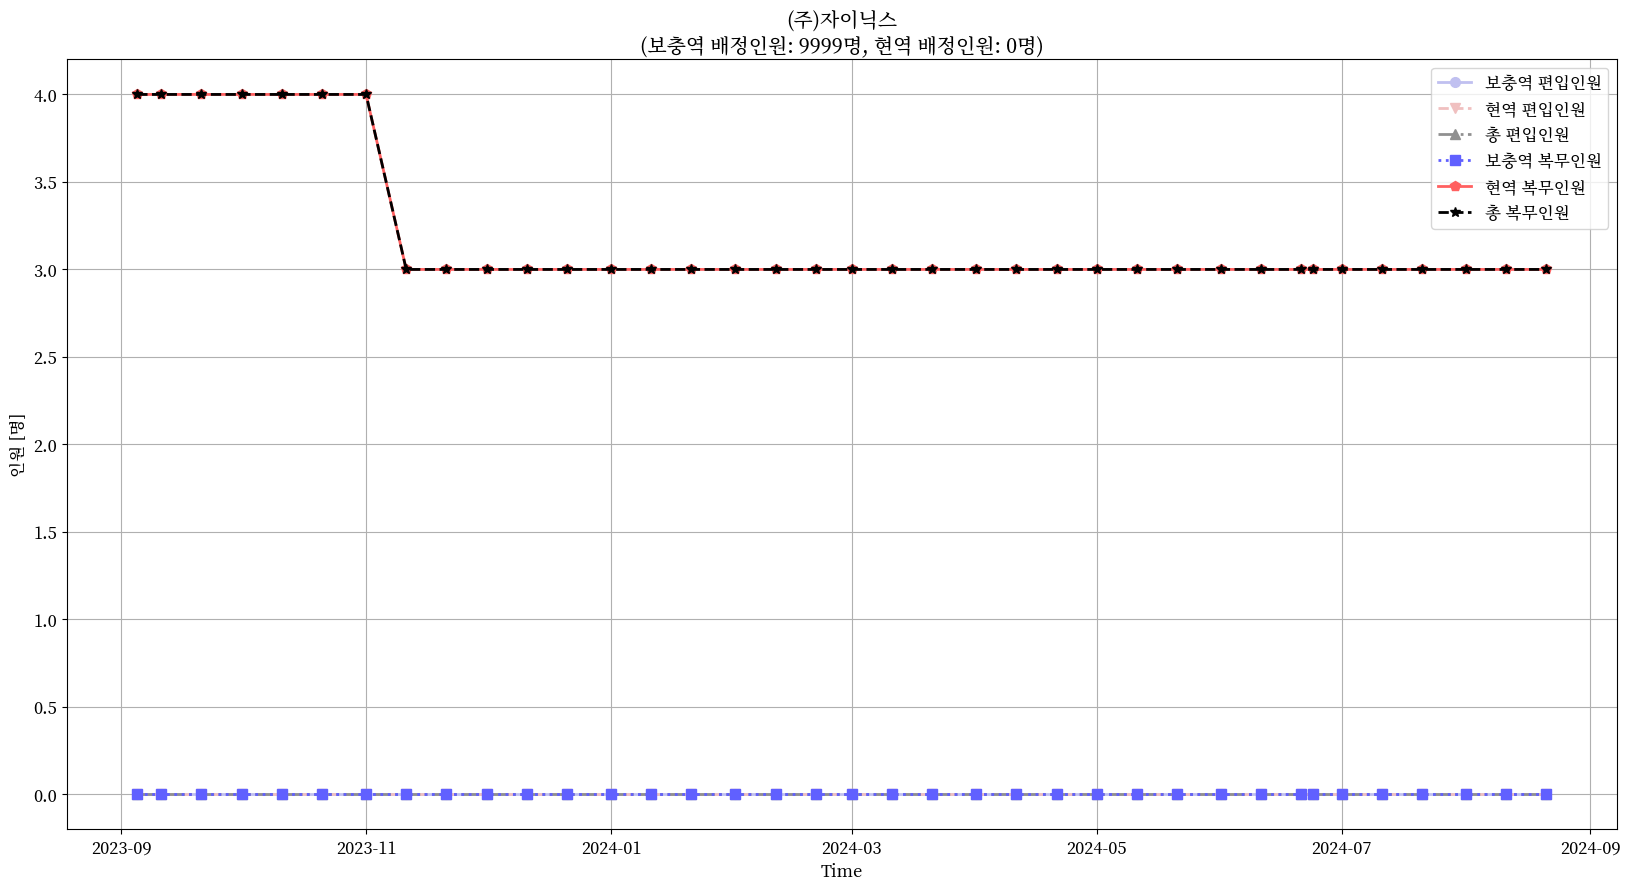 (주)자이닉스
(보충역 배정인원: 9999명, 현역 배정인원: 0명)
보충역 편입인원
현역 편입인원
총 편입인원
보충역 복무인원
현역 복무인원
총 복무인원
인원 [명]
4.0
3.5
3.0
2.5
2.0
1.5
1.0
0.5
0.0
2023-09
2023-11
2024-01
2024-03
2024-05
2024-07
2024-09
Time